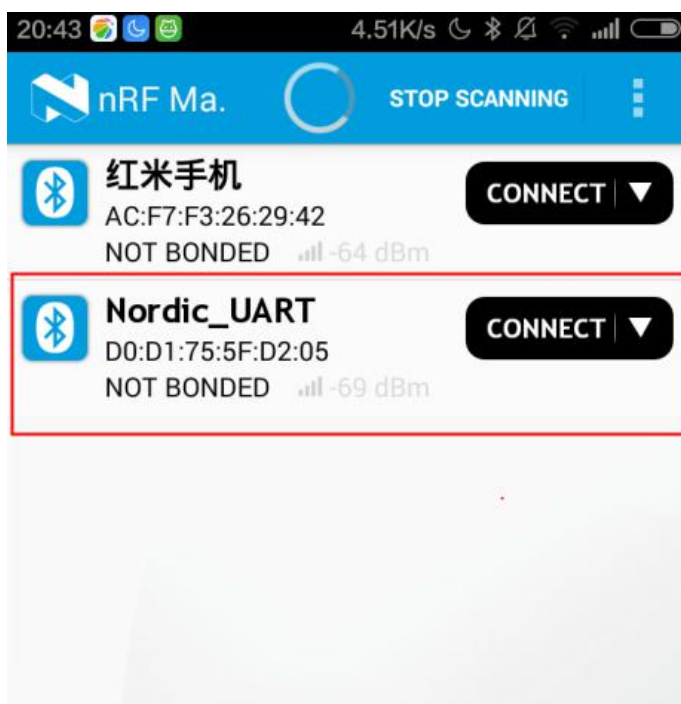 20:43 4.51K/s
nRF Ma. STOP SCANNING
红米手机
CONNECT
AC:F7:F3:26:29:42
NOT BONDED -64 dBm
Nordic_UART
CONNECT
D0:D1:75:5F:D2:05
NOT BONDED -69 dBm